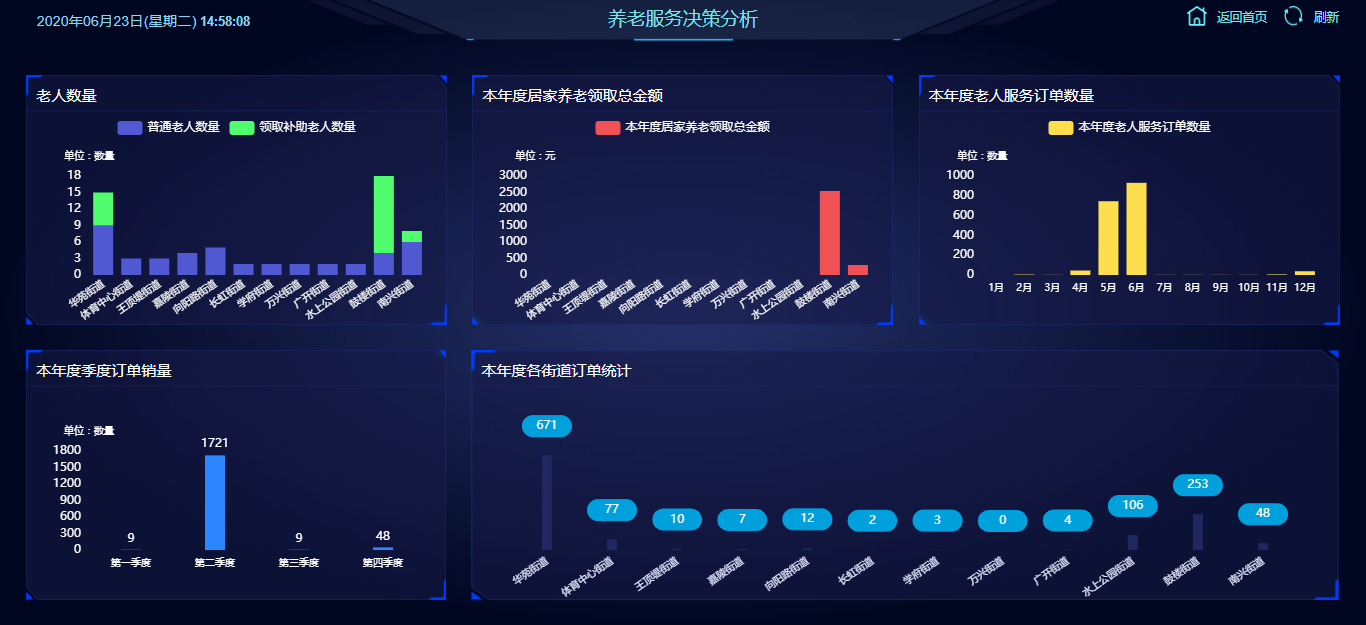 2020年06月23日(星期二) 14:58:08
养老服务决策分析
返回首页
刷新
老人数量
普通老人数量
领取补助老人数量
单位 : 数量
18
15
12
9
6
3
0
华苑街道
体育中心街道
王顶堤街道
嘉陵街道
向阳路街道
长虹街道
学府街道
万兴街道
广开街道
水上公园街道
鼓楼街道
南兴街道
本年度居家养老领取总金额
本年度居家养老领取总金额
单位 : 元
3000
2500
2000
1500
1000
500
0
华苑街道
体育中心街道
王顶堤街道
嘉陵街道
向阳路街道
长虹街道
学府街道
万兴街道
广开街道
水上公园街道
鼓楼街道
南兴街道
本年度老人服务订单数量
本年度老人服务订单数量
单位 : 数量
1000
800
600
400
200
0
1月
2月
3月
4月
5月
6月
7月
8月
9月
10月
11月
12月
本年度季度订单销量
单位 : 数量
1800
1500
1200
900
600
300
0
9
1721
9
48
第一季度
第二季度
第三季度
第四季度
本年度各街道订单统计
671
77
10
7
12
2
3
0
4
106
253
48
华苑街道
体育中心街道
王顶堤街道
嘉陵街道
向阳路街道
长虹街道
学府街道
万兴街道
广开街道
水上公园街道
鼓楼街道
南兴街道